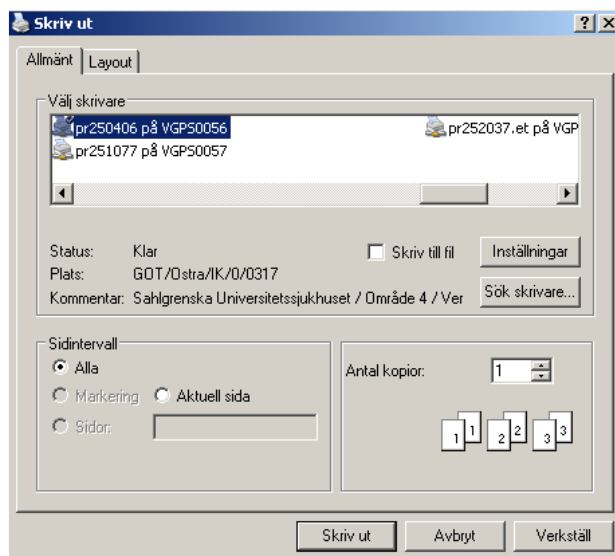 Skriv ut
Allmänt Layout
Välj skrivare
pr250406 på VGPS0056 pr252037.et på VGP
pr251077 på VGPS0057
Status: Klar Skriv till fil Inställningar
Plats: GOT/Ostra/IK/0/0317
Kommentar: Sahlgrenska Universitetssjukhuset / Område 4 / Ver Sök skrivare...
Sidintervall
Alla Antal kopior: 1
Markering Aktuell sida
Sidor: 1 1 2 2 3 3
Skriv ut Avbryt Verkställ